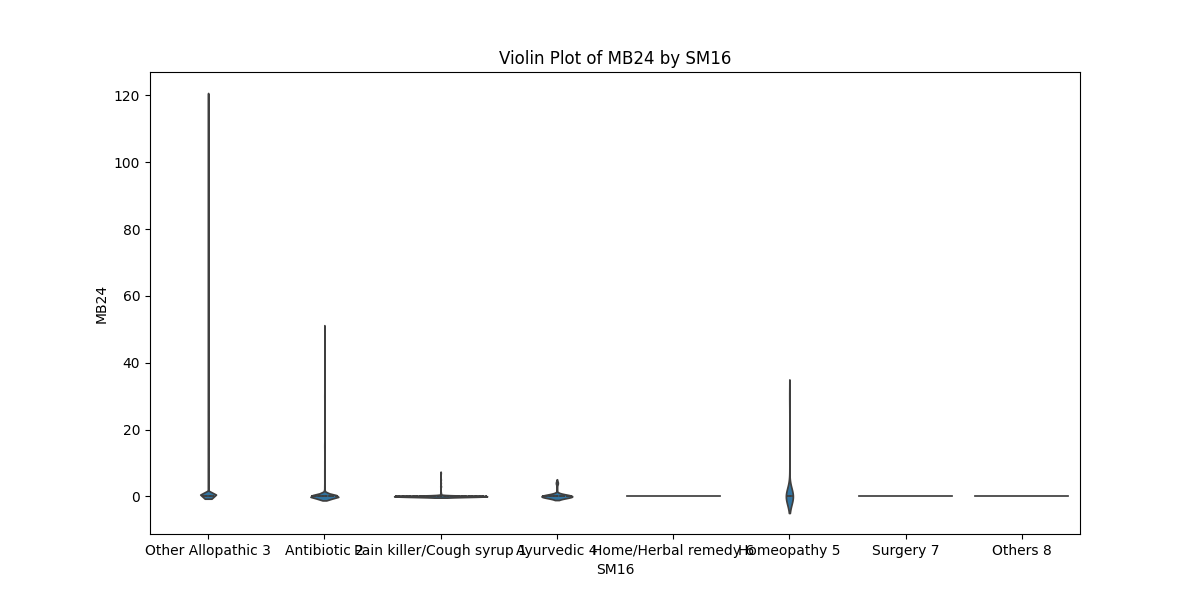 Violin Plot of MB24 by SM16
120
100
80
60
40
20
0
MB24
Other Allopathic 3
Antibiotic 2
Pain killer/Cough syrup 1
Ayurvedic 4
Home/Herbal remedy 6
Homeopathy 5
Surgery 7
Others 8
SM16